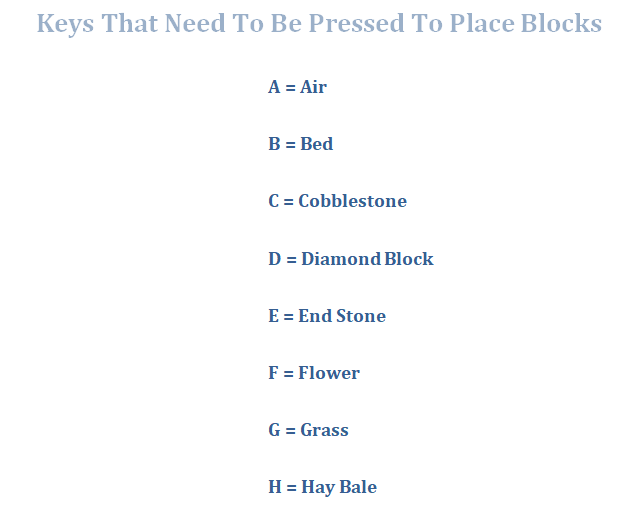 Keys That Need To Be Pressed To Place Blocks
A = Air
B = Bed
C = Cobblestone
D = Diamond Block
E = End Stone
F = Flower
G = Grass
H = Hay Bale